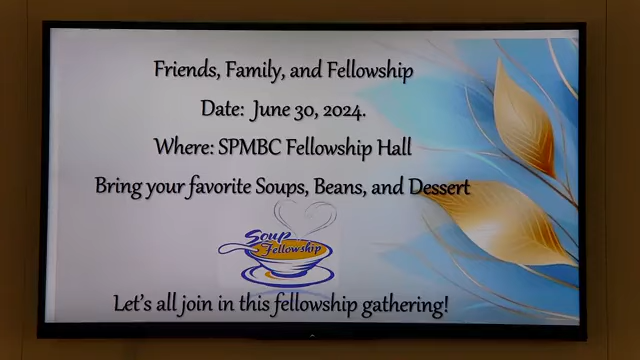 Friends, Family, and Fellowship
Date: June 30, 2024.
Where: SPMBC Fellowship Hall
Bring your favorite Soups, Beans, and Dessert
Soup
Fellowship
Let's all join in this fellowship gathering!